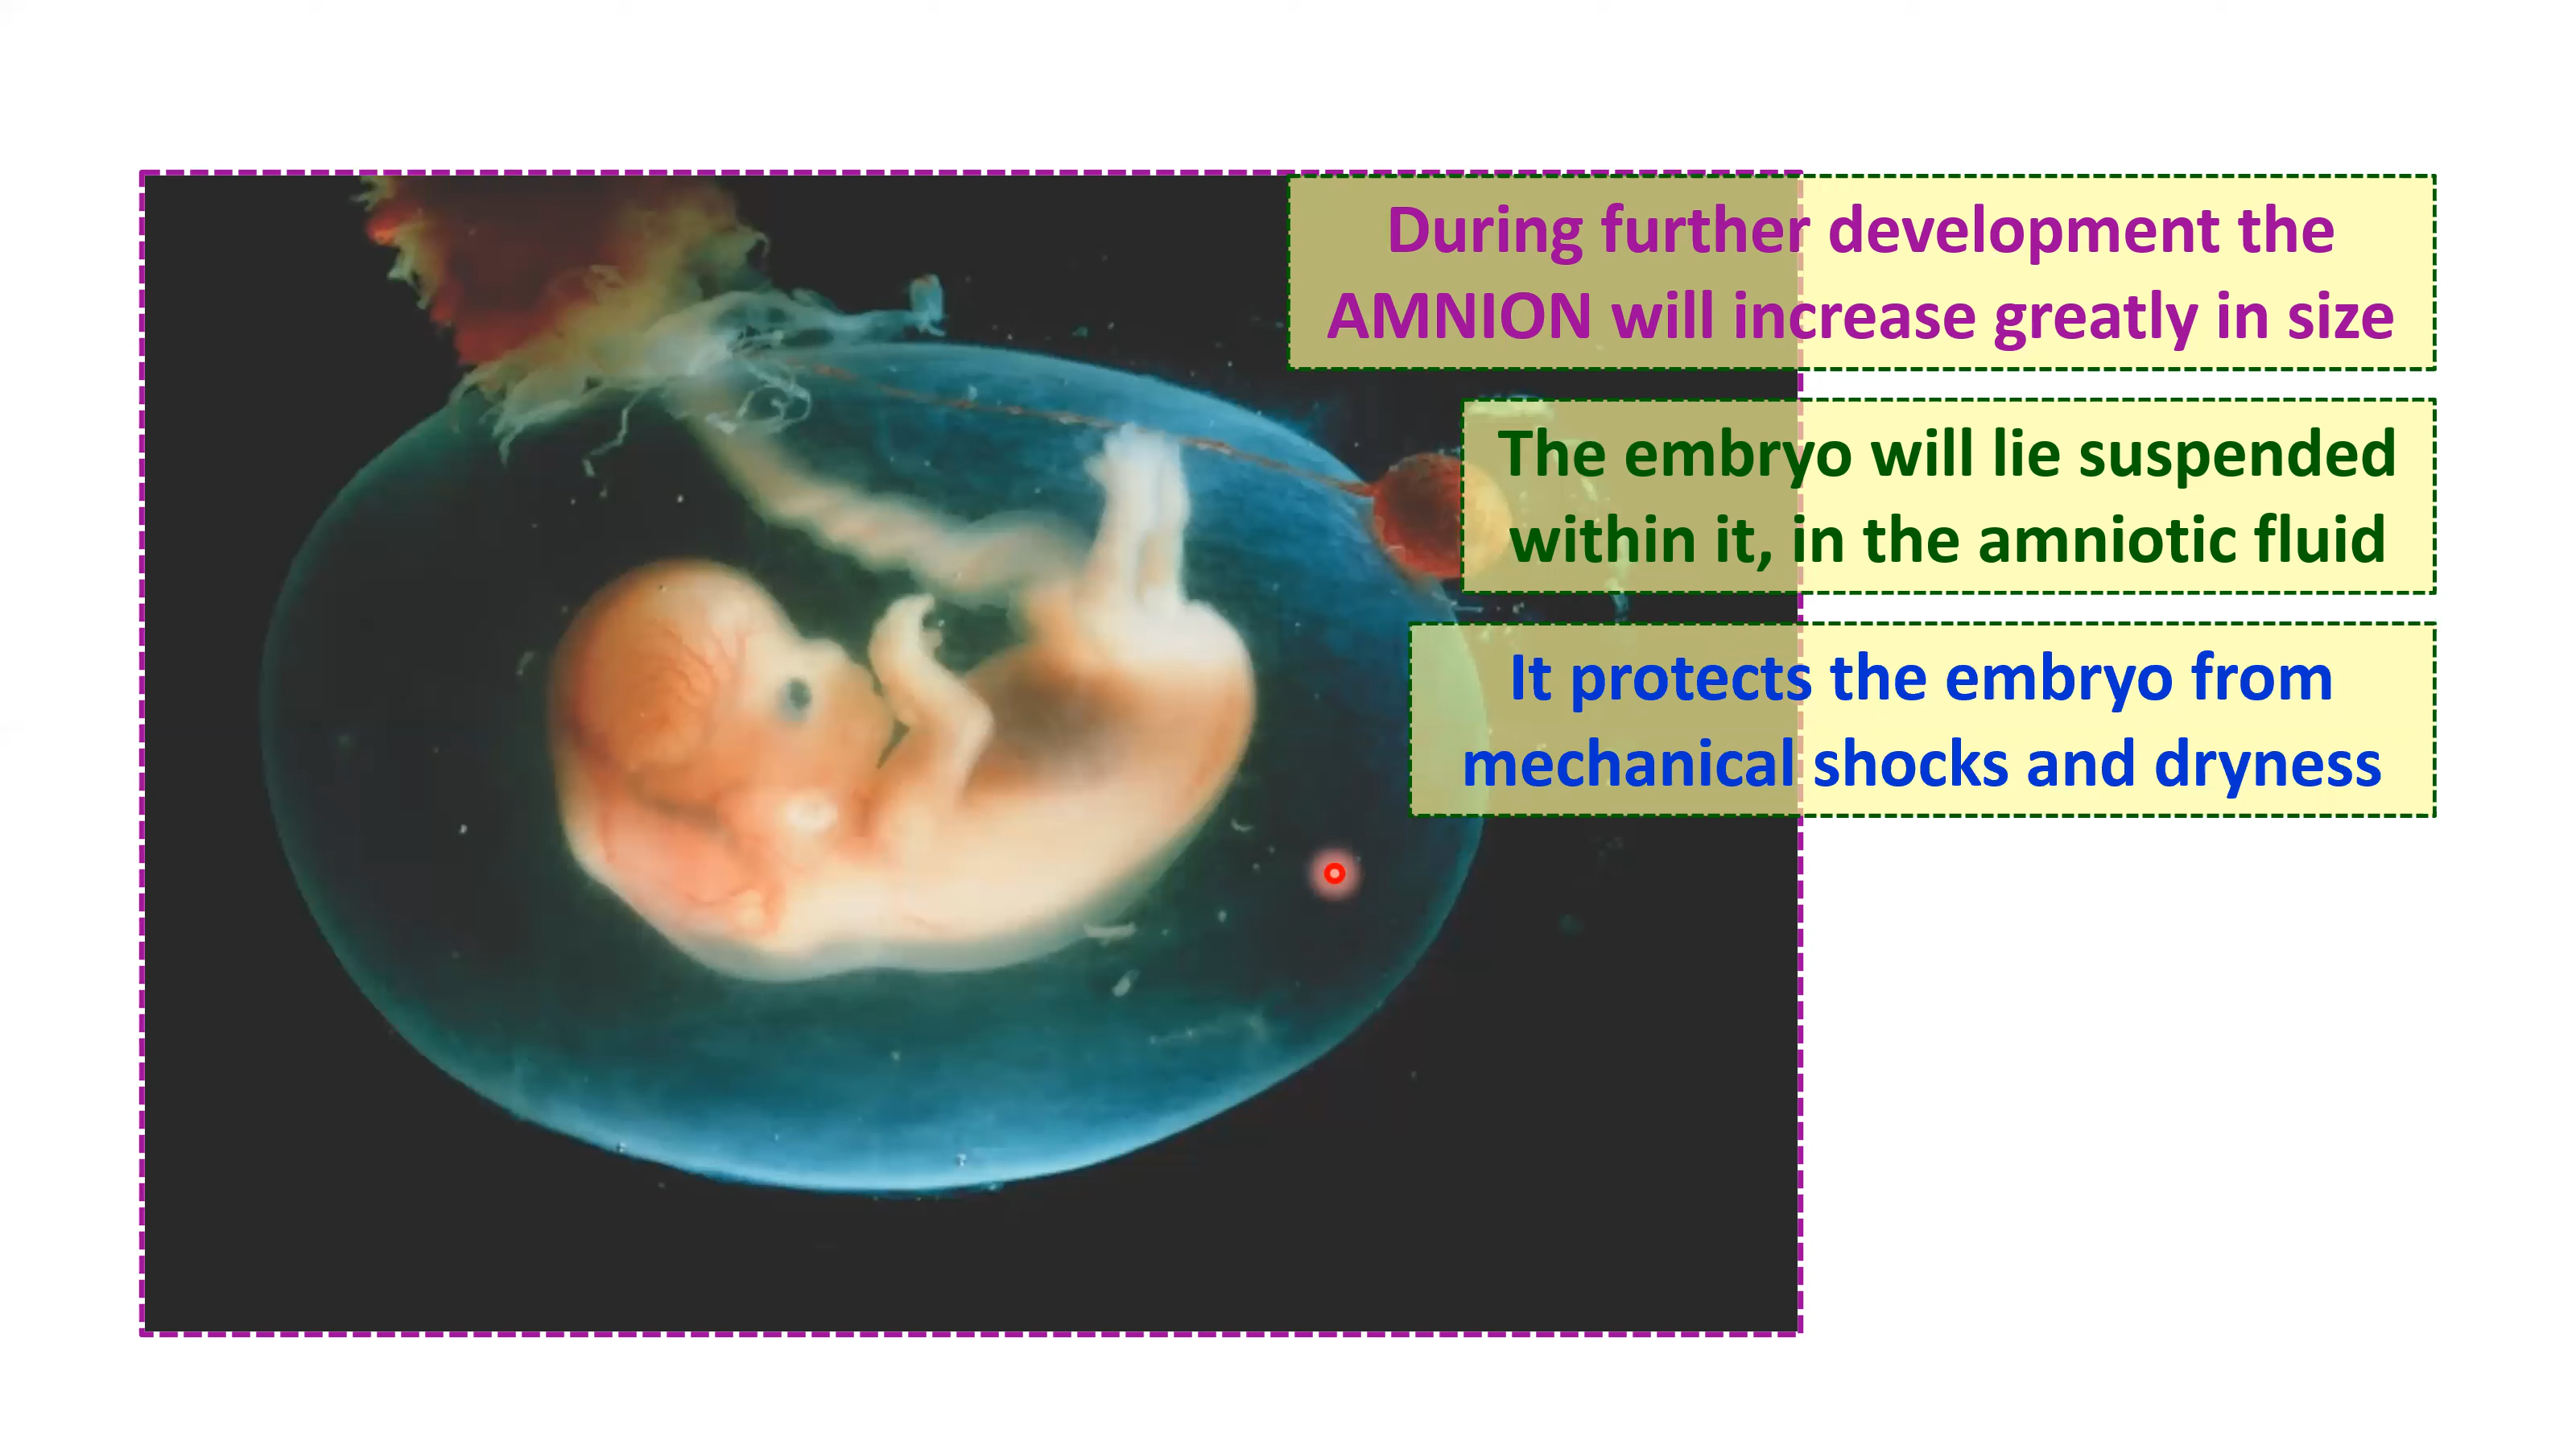 During further development the
AMNION will increase greatly in size
The embryo will lie suspended
within it, in the amniotic fluid
It protects the embryo from
mechanical shocks and dryness